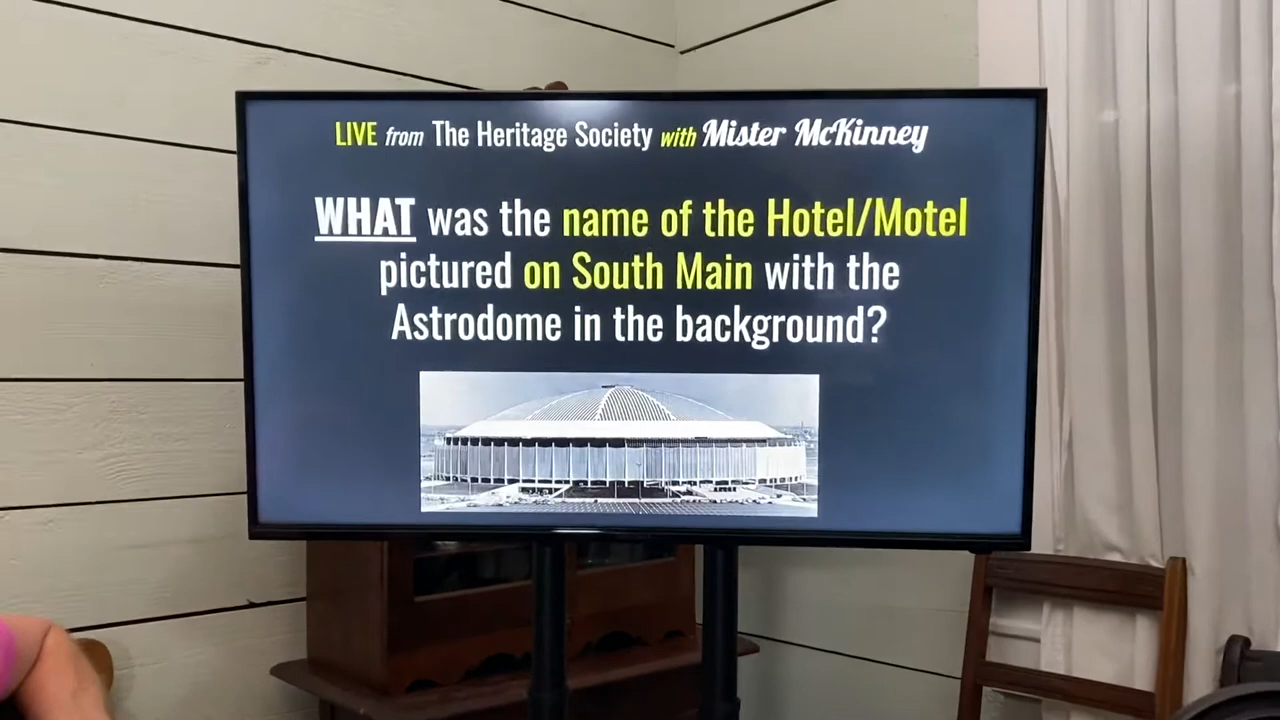 LIVE from The Heritage Society with Mister McKinney
WHAT was the name of the Hotel/Motel
pictured on South Main with the
Astrodome in the background?